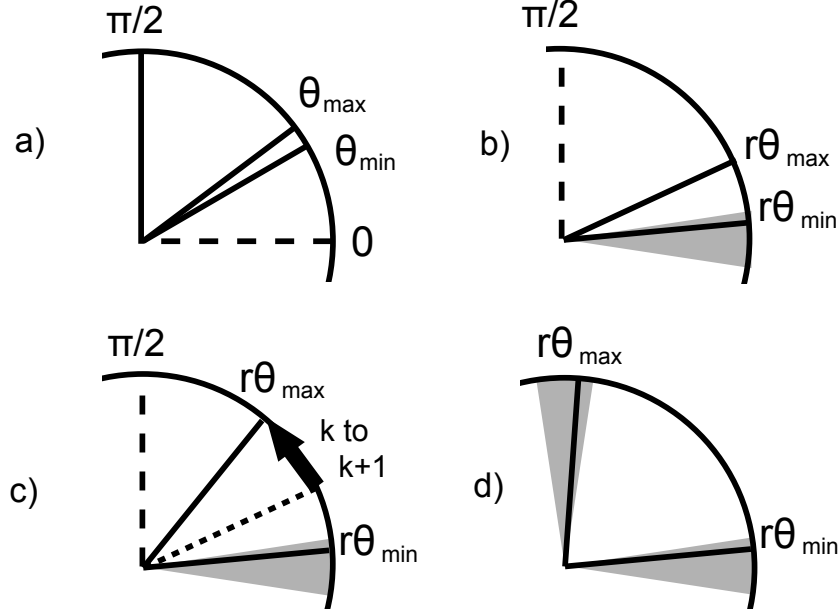 a)
π/2
θmax
θmin
0
b)
π/2
rθmax
rθmin
c)
π/2
rθmax
k to
k+1
rθmin
d)
rθmax
rθmin